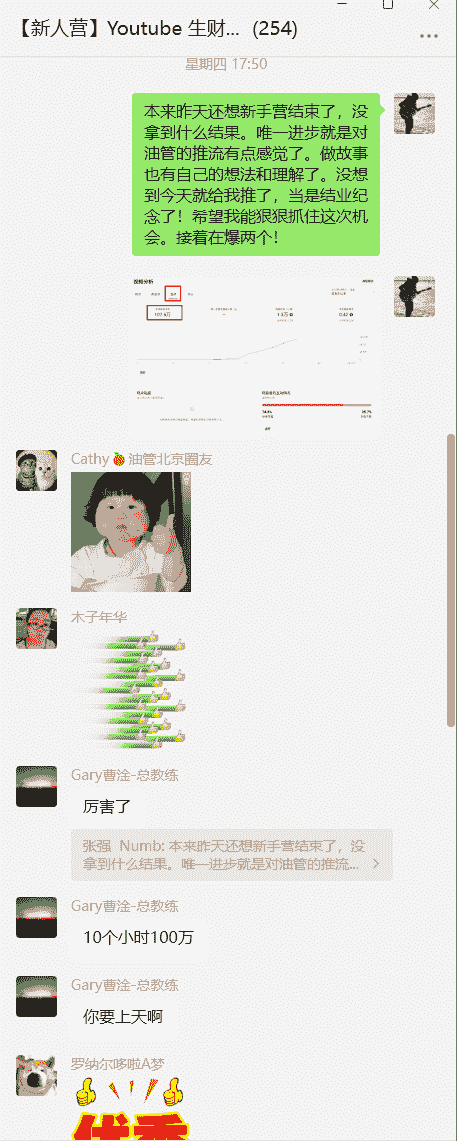 【新人营】Youtube 生财... (254)
星期四 17:50
本来昨天还想新手营结束了，没
拿到什么结果。唯一进步就是对
油管的推流有点感觉了。做故事
也有自己的想法和理解了。没想
到今天就给我推了，当是结业纪
念了！希望我能狠狠抓住这次机
会。接着在爆两个！
视频分析
Cathy🍍油管北京圈友
木子年华
Gary曹淦-总教练
厉害了
张强 Numb: 本来昨天还想新手营结束了，没
拿到什么结果。唯一进步就是对油管的推流...
Gary曹淦-总教练
10个小时100万
Gary曹淦-总教练
你要上天啊
罗纳尔哆啦A梦
优秀